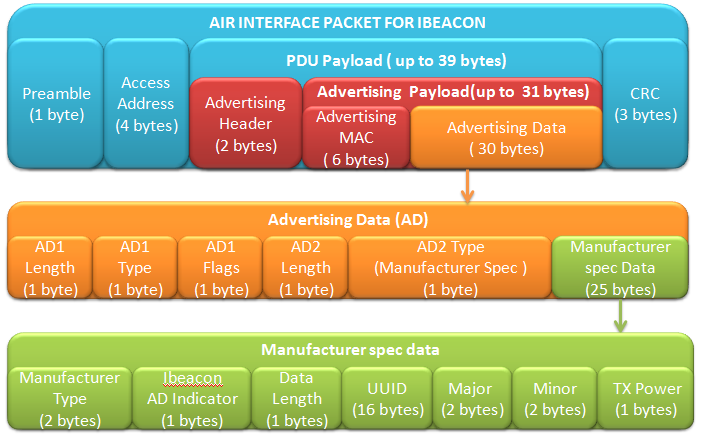 AIR INTERFACE PACKET FOR IBEACON
PDU Payload ( up to 39 bytes)
Preamble
(1 byte)
Access
Address
(4 bytes)
Advertising
Header
(2 bytes)
Advertising Payload(up to 31 bytes)
Advertising
MAC
( 6 bytes)
Advertising Data
( 30 bytes)
CRC
(3 bytes)
Advertising Data (AD)
AD1
Length
(1 byte)
AD1
Type
(1 byte)
AD1
Flags
(1 byte)
AD2
Length
(1 byte)
AD2 Type
(Manufacturer Spec )
(1 byte)
Manufacturer
spec Data
(25 bytes)
Manufacturer spec data
Manufacturer
Type
(2 bytes)
Ibeacon
AD Indicator
(1 bytes)
Data
Length
(1 bytes)
UUID
(16 bytes)
Major
(2 bytes)
Minor
(2 bytes)
TX Power
(1 bytes)